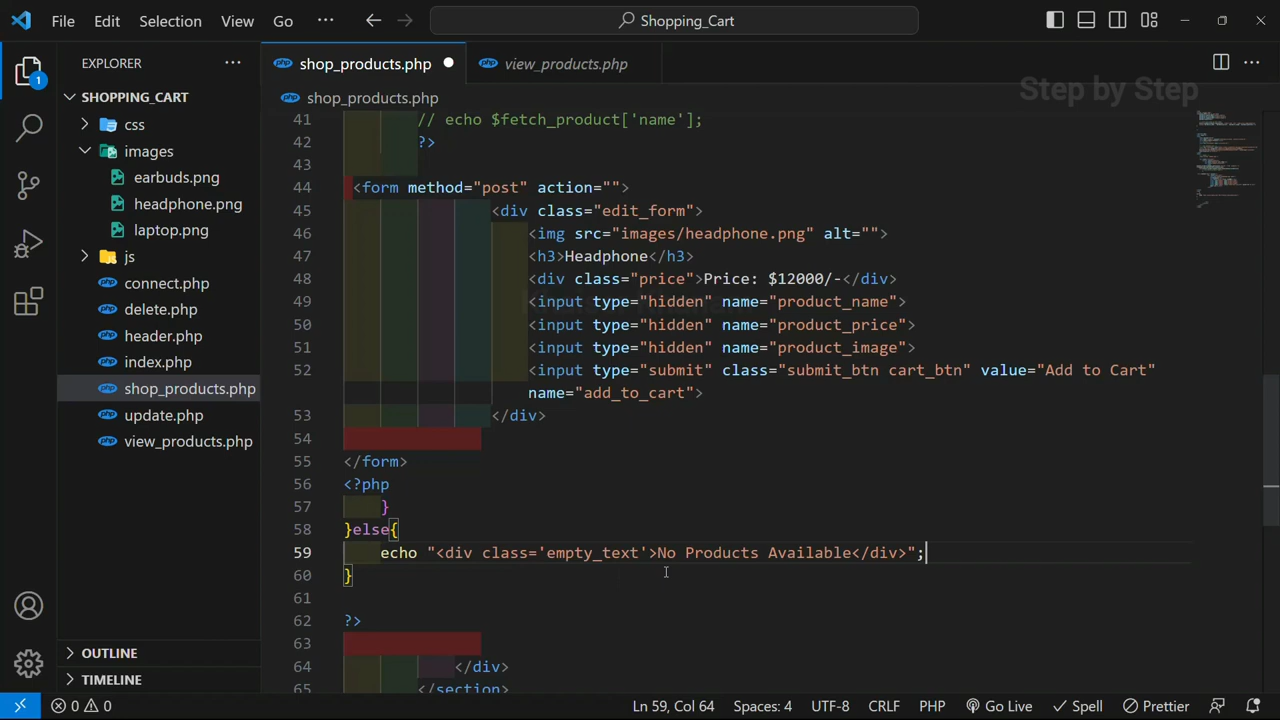 File Edit Selection View Go ··· Shopping_Cart
EXPLORER ···
SHOPPING_CART
css
images
earbuds.png
headphone.png
laptop.png
js
connect.php
delete.php
header.php
index.php
shop_products.php
update.php
view_products.php
OUTLINE
TIMELINE
1
php shop_products.php php view_products.php
Step by Step
php shop_products.php
41 // echo $fetch_product['name'];
42 ?>
43
44 <form method="post" action="">
45 <div class="edit_form">
46 <img src="images/headphone.png" alt="">
47 <h3>Headphone</h3>
48 <div class="price">Price: $12000/-</div>
49 <input type="hidden" name="product_name">
50 <input type="hidden" name="product_price">
51 <input type="hidden" name="product_image">
52 <input type="submit" class="submit_btn cart_btn" value="Add to Cart"
name="add_to_cart">
53 </div>
54
55 </form>
56 <?php
57 }
58 }else{
59 echo "<div class='empty_text'>No Products Available</div>";
60 }
61
62 ?>
63
64 </div>
65 </section>
0 0 Ln 59, Col 64 Spaces: 4 UTF-8 CRLF PHP Go Live Spell Prettier